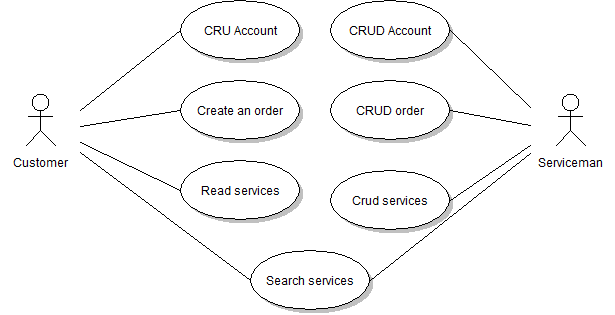 CRU Account
CRUD Account
Create an order
CRUD order
Customer
Serviceman
Read services
Crud services
Search services